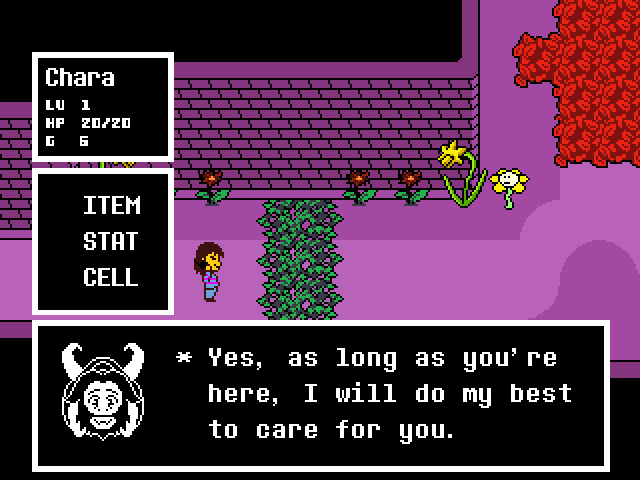 Chara
LV 1
HP 20/20
G 6
ITEM
STAT
CELL
* Yes, as long as you're
here, I will do my best
to care for you.